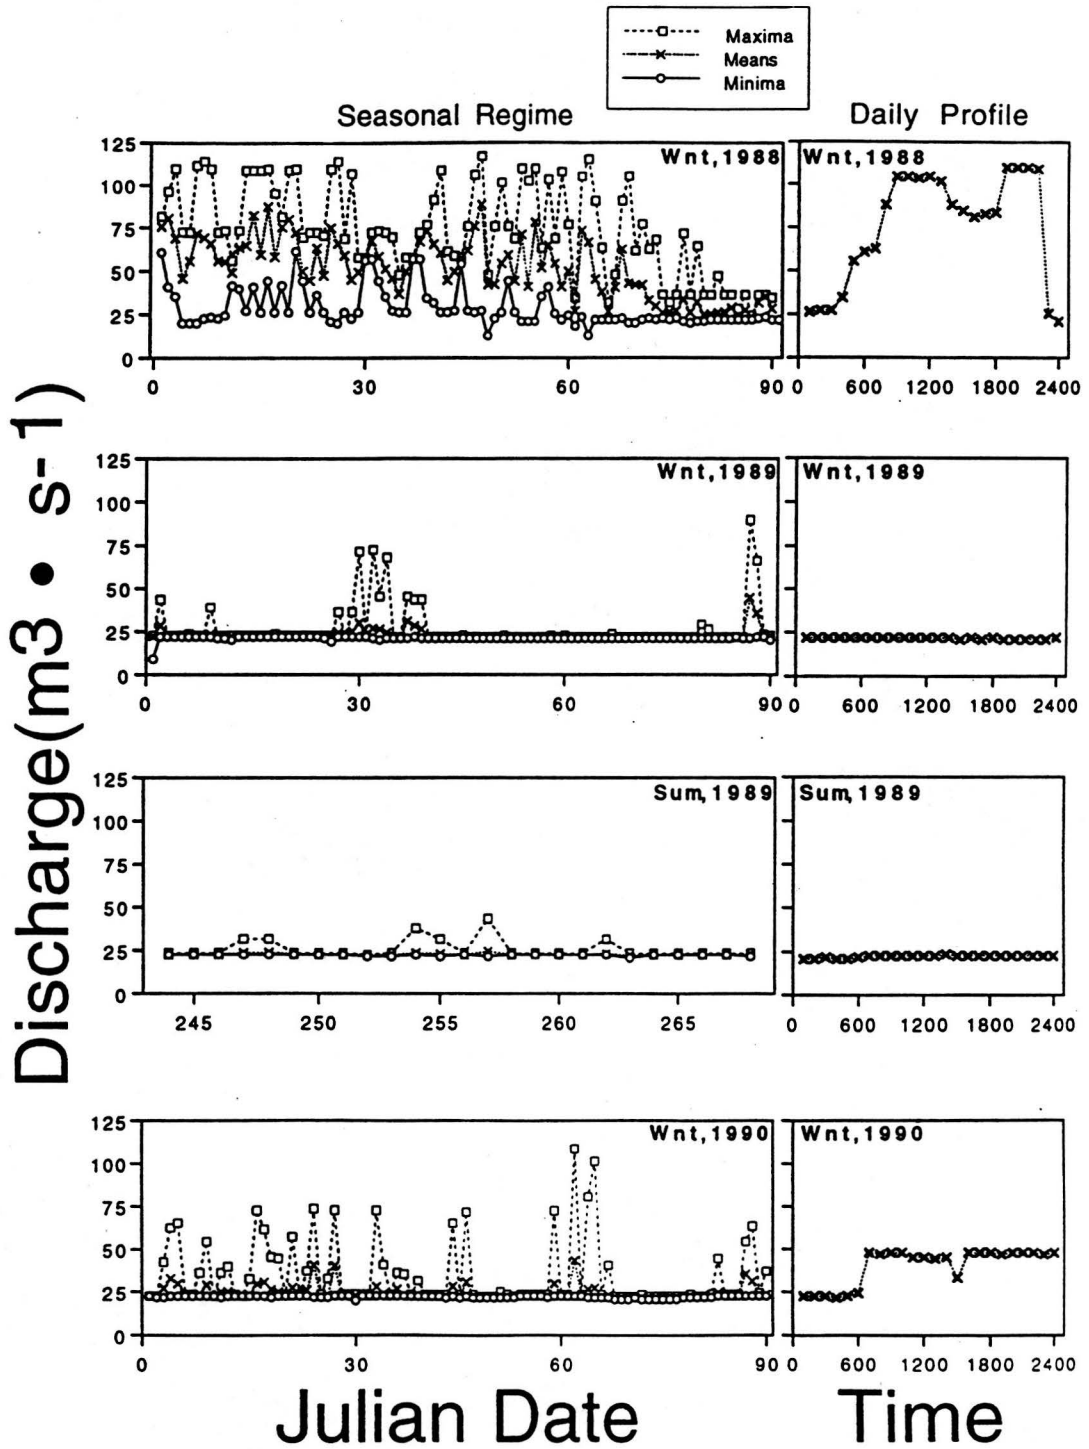 Maxima
Means
Minima
Seasonal Regime
Daily Profile
Discharge(m3 • s-1)
125
100
75
50
25
0
Wnt,1988
0 30 60 90
Wnt,1988
0 600 1200 1800 2400
125
100
75
50
25
0
Wnt,1989
0 30 60 90
Wnt,1989
0 600 1200 1800 2400
125
100
75
50
25
0
Sum,1989
245 250 255 260 265
Sum,1989
0 600 1200 1800 2400
125
100
75
50
25
0
Wnt,1990
0 30 60 90
Wnt,1990
0 600 1200 1800 2400
Julian Date
Time